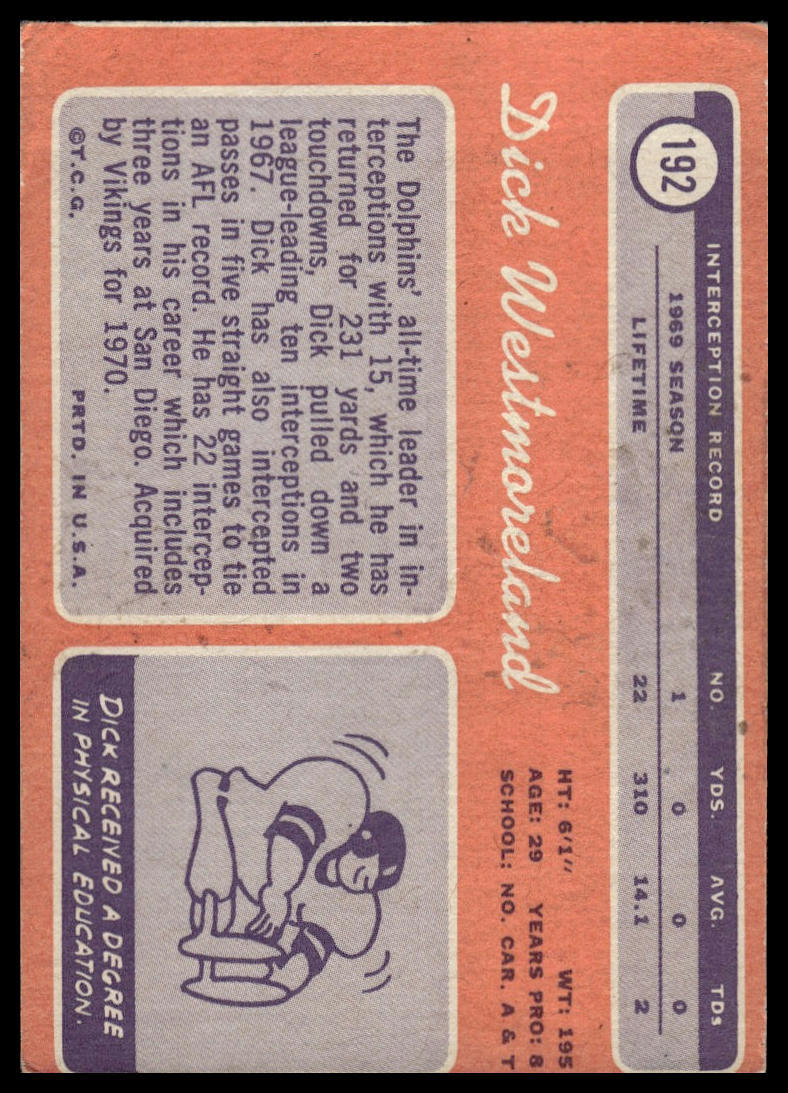 192
INTERCEPTION RECORD NO. YDS. AVG. TDs
1969 SEASON 1 0 0 0
LIFETIME 22 310 14.1 2
Dick Westmoreland
HT: 6'1" WT: 195
AGE: 29 YEARS PRO: 8
SCHOOL: NO. CAR. A & T
The Dolphins' all-time leader in in-
terceptions with 15, which he has
returned for 231 yards and two
touchdowns, Dick pulled down a
league-leading ten interceptions in
1967. Dick has also intercepted
passes in five straight games to tie
an AFL record. He has 22 intercep-
tions in his career which includes
three years at San Diego. Acquired
by Vikings for 1970.
©T.C.G. PRTD. IN U.S.A.
DICK RECEIVED A DEGREE
IN PHYSICAL EDUCATION.